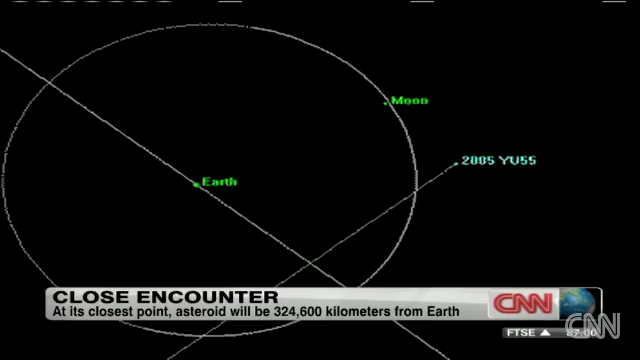 Moon
2005 YU55
Earth
CLOSE ENCOUNTER
At its closest point, asteroid will be 324,600 kilometers from Earth
CNN
FTSE ▲
CNN